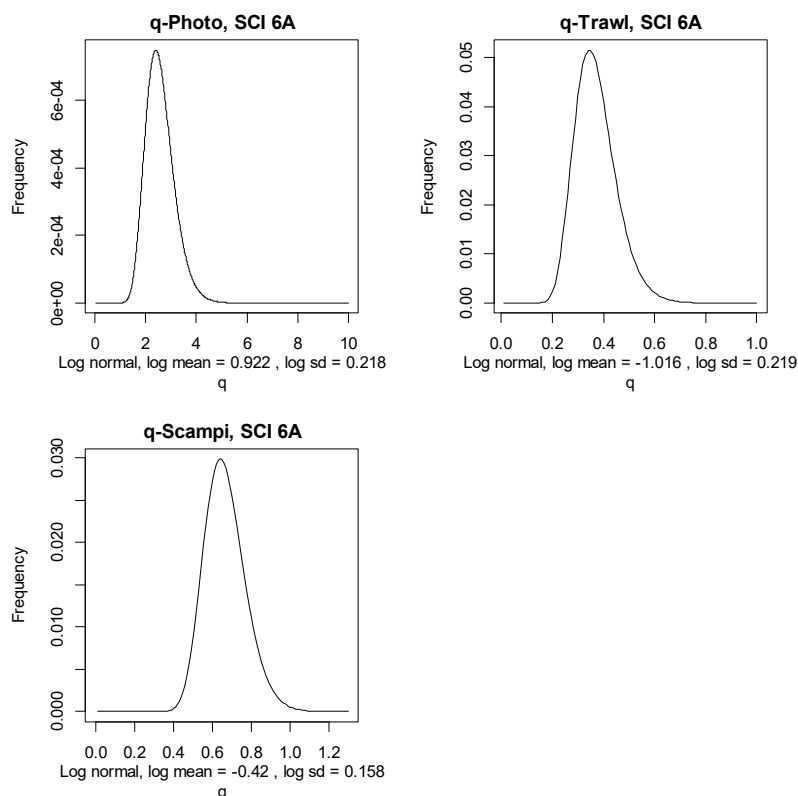 q-Photo, SCI 6A
Frequency
0e+00 2e-04 4e-04 6e-04
0 2 4 6 8 10
Log normal, log mean = 0.922 , log sd = 0.218
q
q-Trawl, SCI 6A
Frequency
0.00 0.01 0.02 0.03 0.04 0.05
0.0 0.2 0.4 0.6 0.8 1.0
Log normal, log mean = -1.016 , log sd = 0.219
q
q-Scampi, SCI 6A
Frequency
0.000 0.010 0.020 0.030
0.0 0.2 0.4 0.6 0.8 1.0 1.2
Log normal, log mean = -0.42 , log sd = 0.158
q